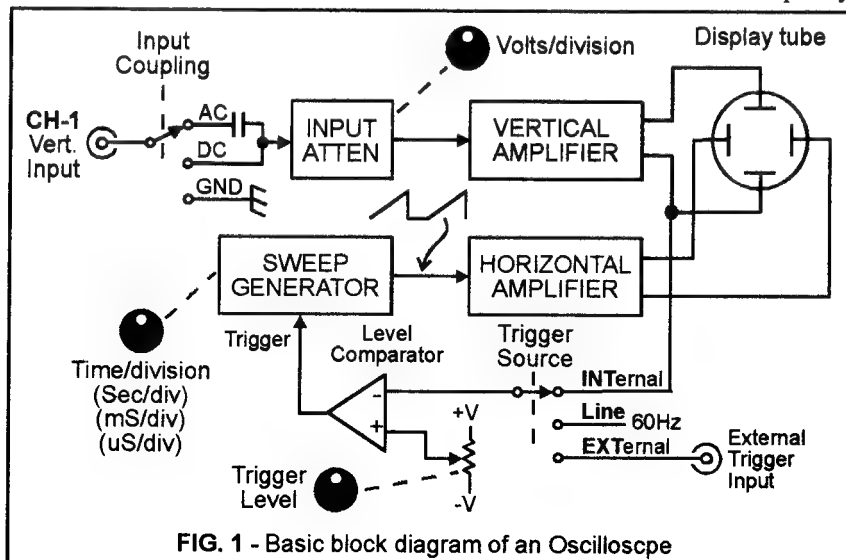 Input
Coupling
Volts/division
Display tube
CH-1
Vert.
Input
AC
DC
GND
INPUT
ATTEN
VERTICAL
AMPLIFIER
SWEEP
GENERATOR
HORIZONTAL
AMPLIFIER
Trigger
Level
Comparator
Trigger
Source
Time/division
(Sec/div)
(mS/div)
(uS/div)
-
+
+V
-V
INTernal
Line 60Hz
EXTernal
External
Trigger
Input
Trigger
Level
FIG. 1 - Basic block diagram of an Oscilloscpe